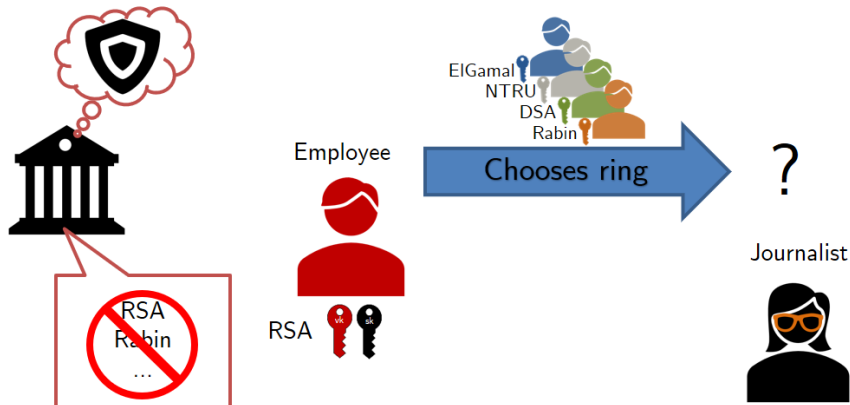 ElGamal
NTRU
DSA
Rabin
Employee
Chooses ring
?
Journalist
RSA
vk
sk
RSA
Rabin
...